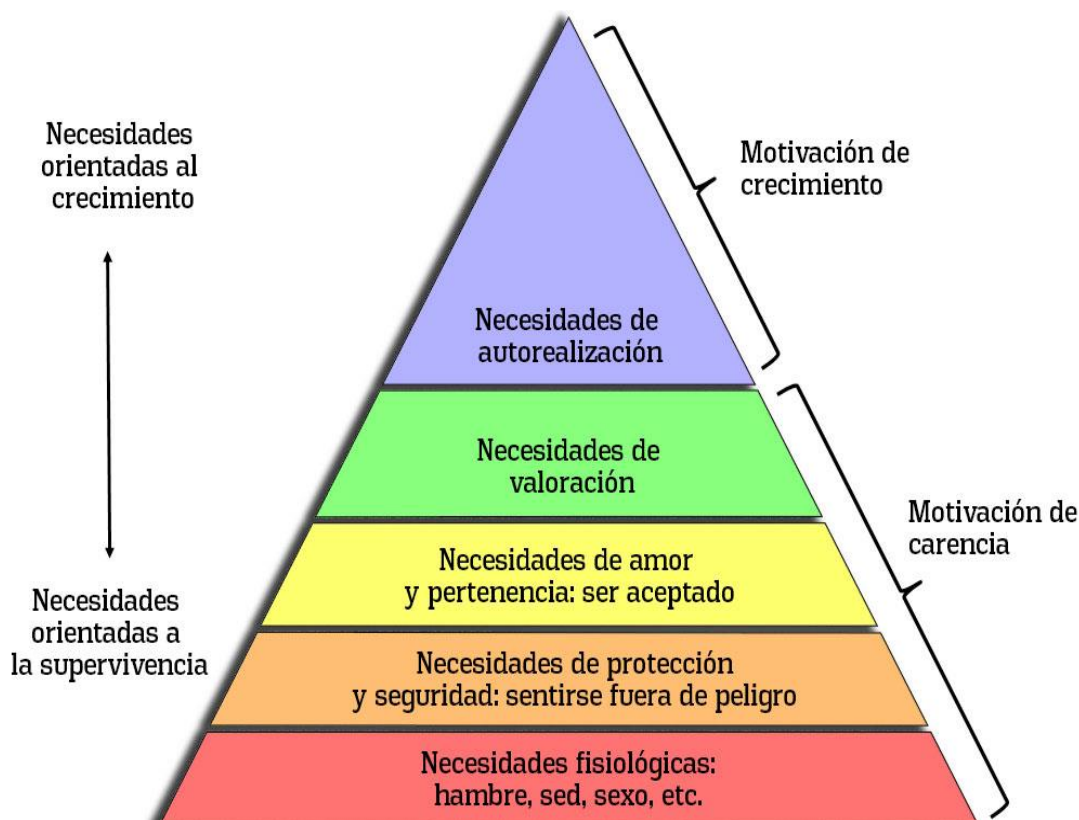 Necesidades
orientadas al
crecimiento
Motivación de
crecimiento
Necesidades de
autorealización
Necesidades de
valoración
Motivación de
carencia
Necesidades de amor
y pertenencia: ser aceptado
Necesidades
orientadas a
la supervivencia
Necesidades de protección
y seguridad: sentirse fuera de peligro
Necesidades fisiológicas:
hambre, sed, sexo, etc.